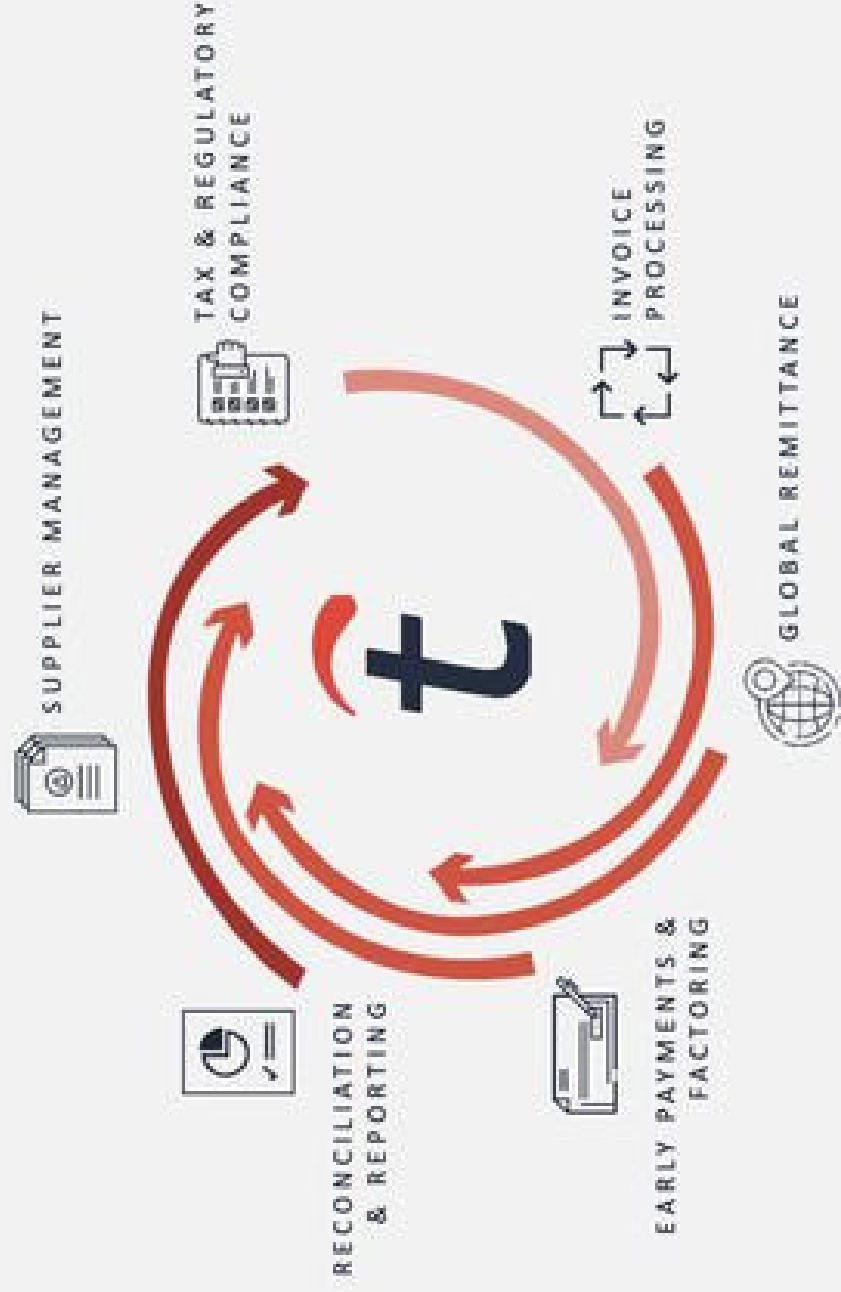 SUPPLIER MANAGEMENT
TAX & REGULATORY
COMPLIANCE
INVOICE
PROCESSING
GLOBAL REMITTANCE
EARLY PAYMENTS &
FACTORING
RECONCILIATION
& REPORTING
t